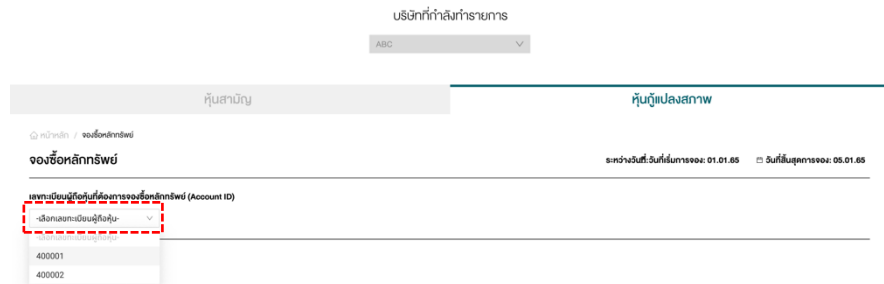 บริษัทที่กำลังทำรายการ
ABC
หุ้นสามัญ
หุ้นกู้แปลงสภาพ
หน้าหลัก / จองซื้อหลักทรัพย์
จองซื้อหลักทรัพย์
ระหว่างวันที่:วันที่เริ่มการจอง: 01.01.65 วันที่สิ้นสุดการจอง: 05.01.65
เลขทะเบียนผู้ถือหุ้นที่ต้องการจองซื้อหลักทรัพย์ (Account ID)
-เลือกเลขทะเบียนผู้ถือหุ้น-
-เลือกเลขทะเบียนผู้ถือหุ้น-
400001
400002